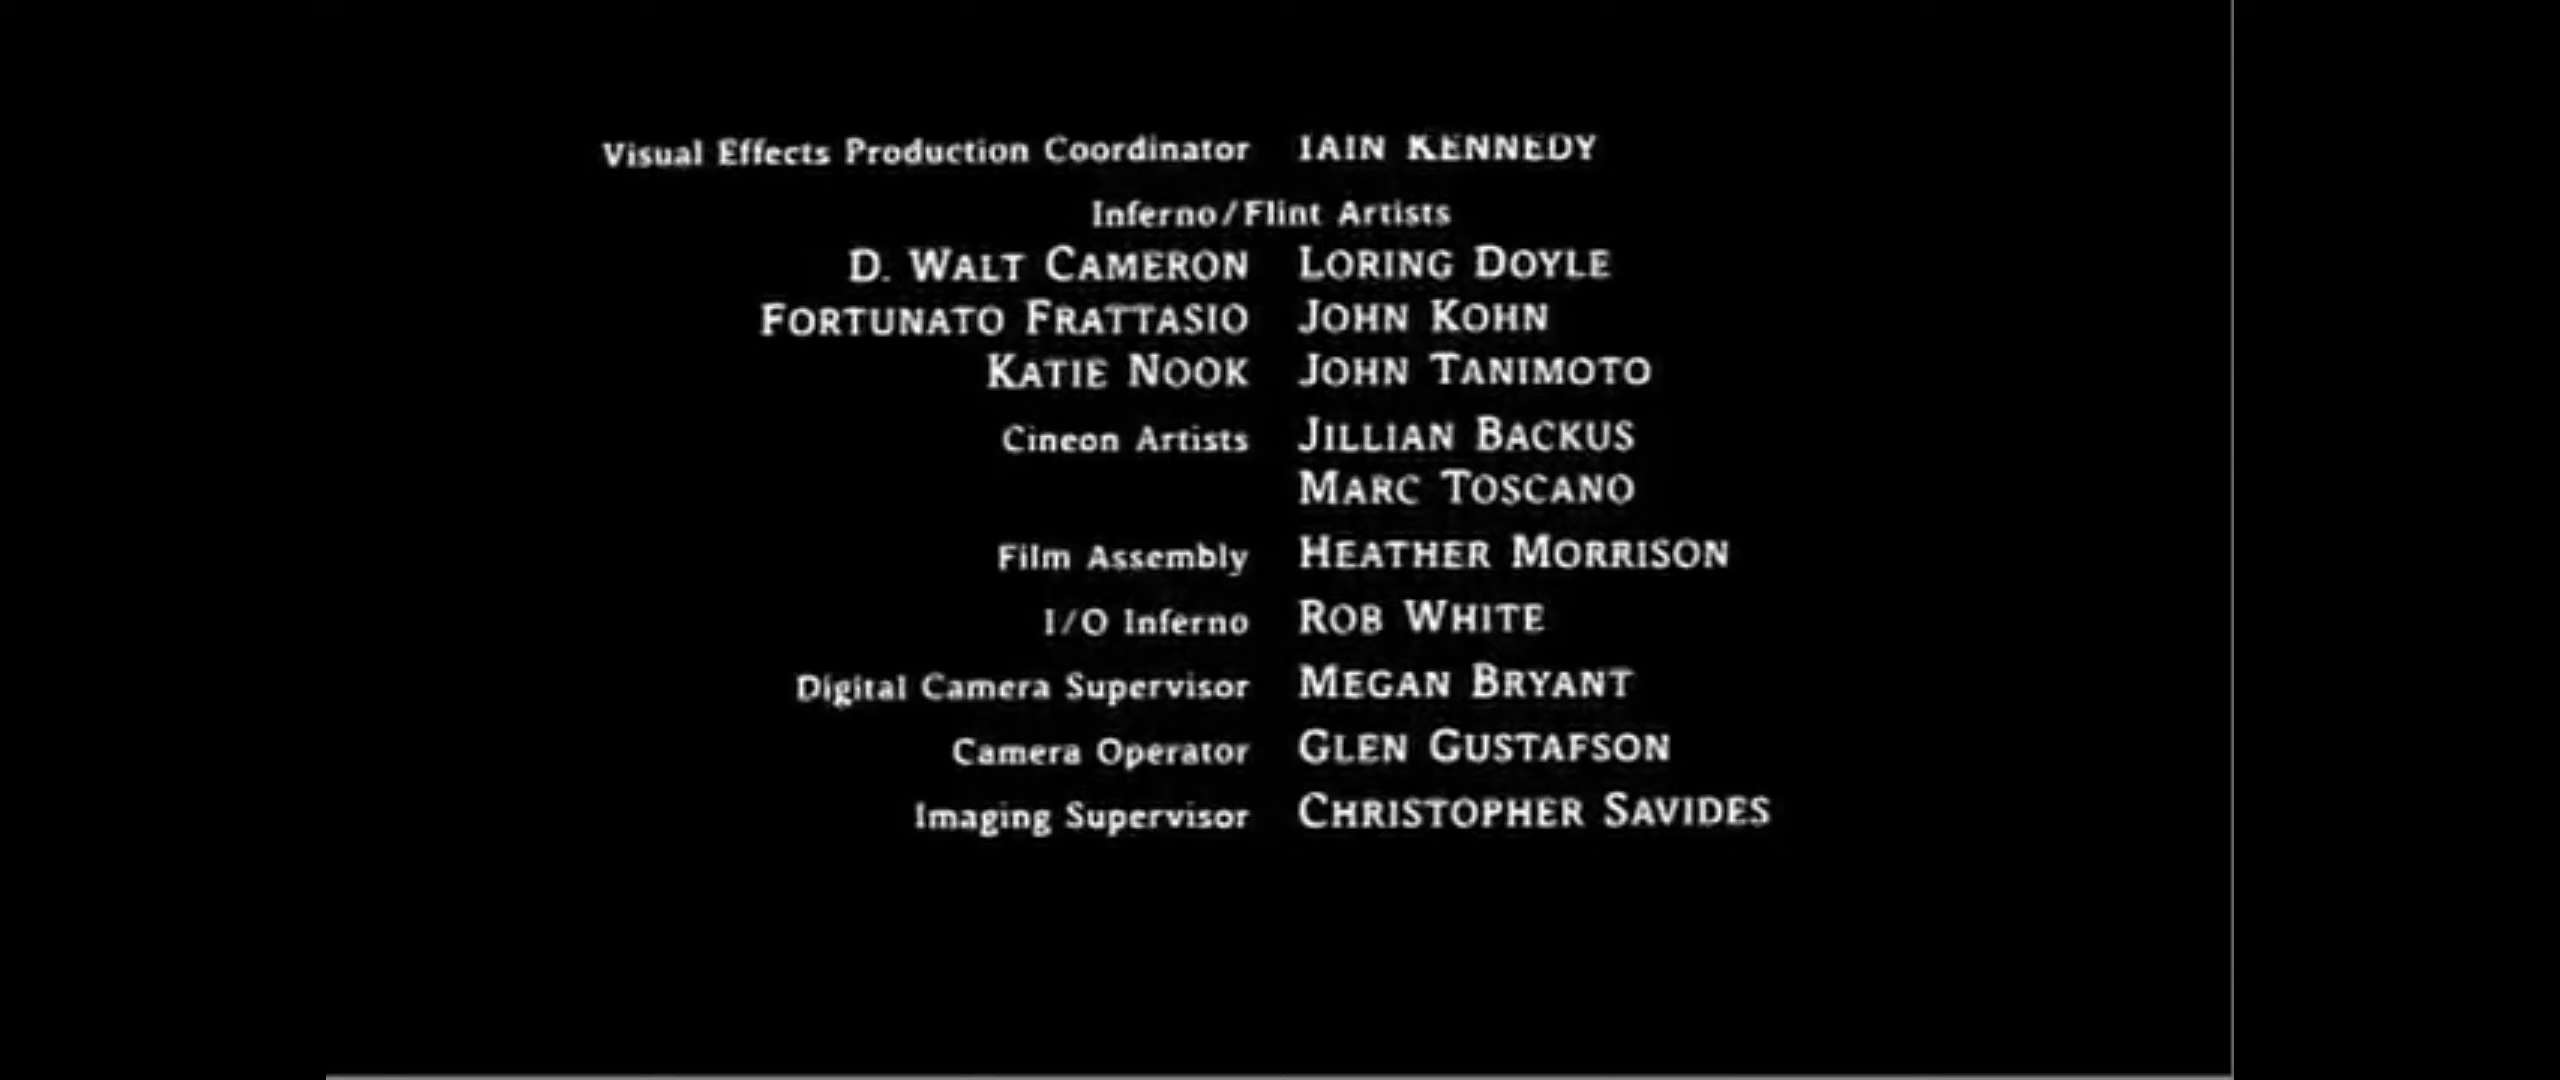 Visual Effects Production Coordinator IAIN KENNEDY
Inferno/Flint Artists
D. WALT CAMERON LORING DOYLE
FORTUNATO FRATTASIO JOHN KOHN
KATIE NOOK JOHN TANIMOTO
Cineon Artists JILLIAN BACKUS
MARC TOSCANO
Film Assembly HEATHER MORRISON
I/O Inferno ROB WHITE
Digital Camera Supervisor MEGAN BRYANT
Camera Operator GLEN GUSTAFSON
Imaging Supervisor CHRISTOPHER SAVIDES